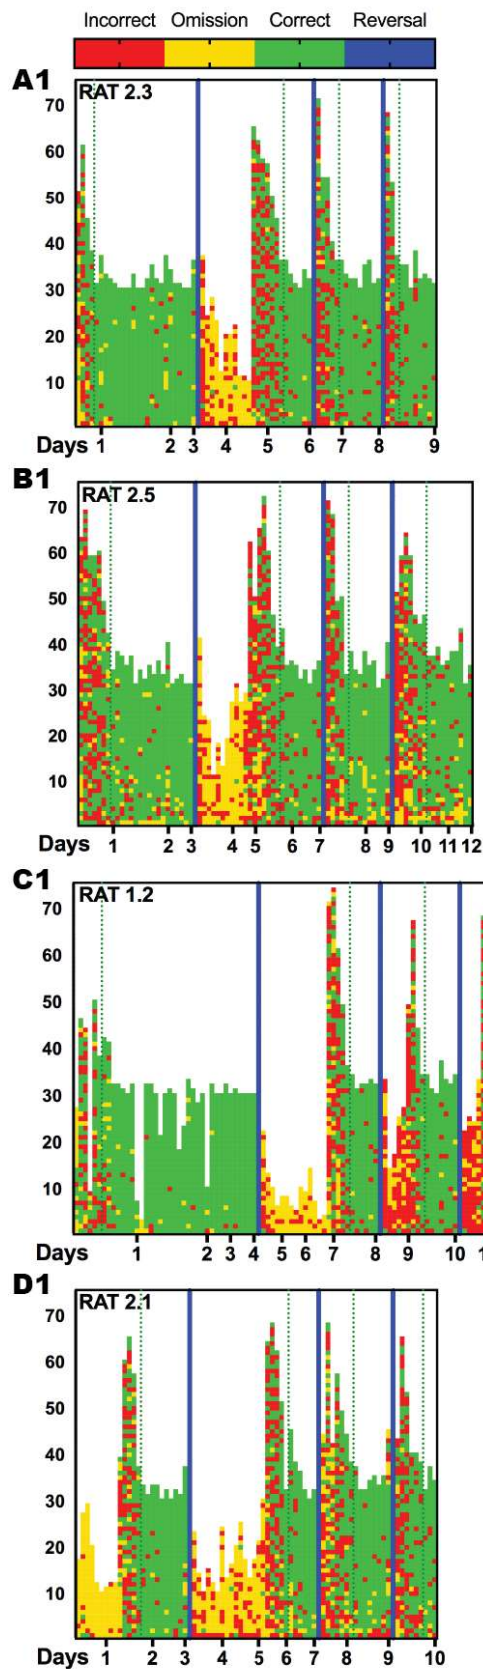 Incorrect Omission Correct Reversal
A1
RAT 2.3
70
60
50
40
30
20
10
Days 1 2 3 4 5 6 7 8 9
B1
RAT 2.5
70
60
50
40
30
20
10
Days 1 2 3 4 5 6 7 8 9 10 11 12
C1
RAT 1.2
70
60
50
40
30
20
10
Days 1 2 3 4 5 6 7 8 9 10 1
D1
RAT 2.1
70
60
50
40
30
20
10
Days 1 2 3 4 5 6 7 8 9 10